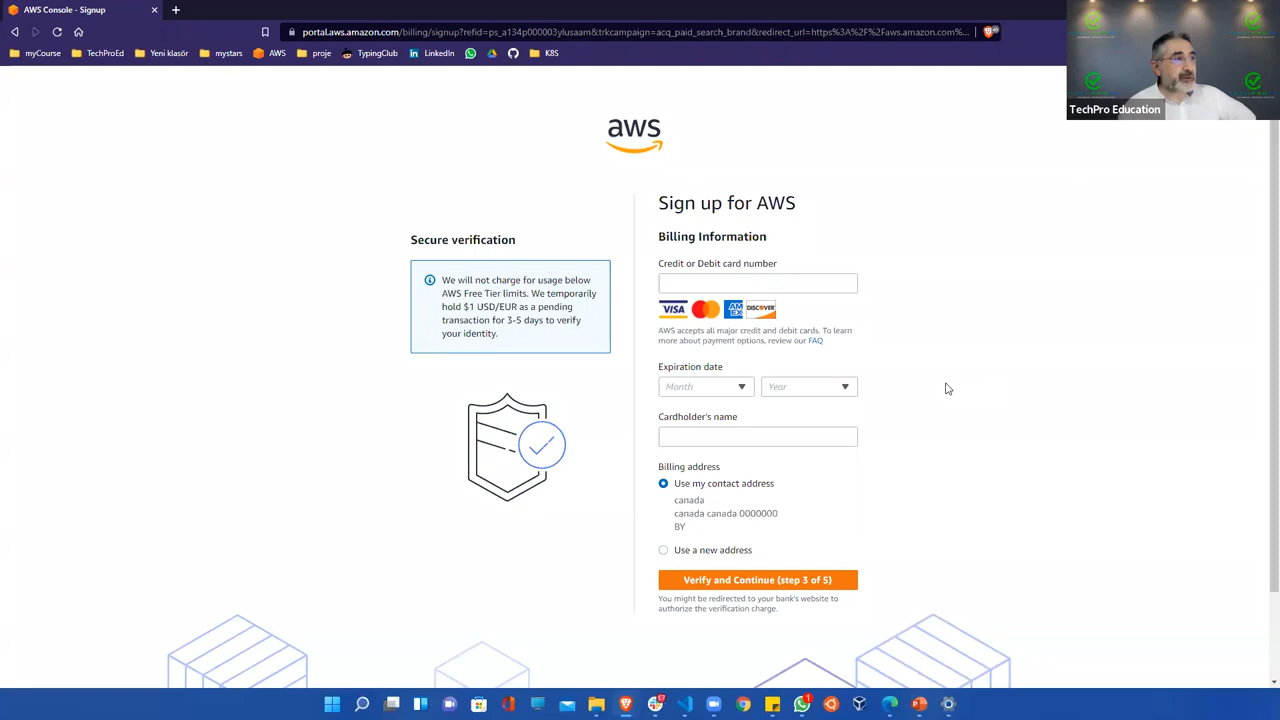 AWS Console - Signup
portal.aws.amazon.com/billing/signup?refid=ps_a134p000003ylusaam&trkcampaign=acq_paid_search_brand&redirect_url=https%3A%2F%2Faws.amazon.com%...
myCourse TechProEd Yeni klasör mystars AWS proje TypingClub LinkedIn K8S
TechPro Education
aws
Sign up for AWS
Secure verification
We will not charge for usage below
AWS Free Tier limits. We temporarily
hold $1 USD/EUR as a pending
transaction for 3-5 days to verify
your identity.
Billing Information
Credit or Debit card number
VISA AMEX DISCOVER
AWS accepts all major credit and debit cards. To learn
more about payment options, review our FAQ
Expiration date
Month Year
Cardholder's name
Billing address
Use my contact address
canada
canada canada 0000000
BY
Use a new address
Verify and Continue (step 3 of 5)
You might be redirected to your bank's website to
authorize the verification charge.